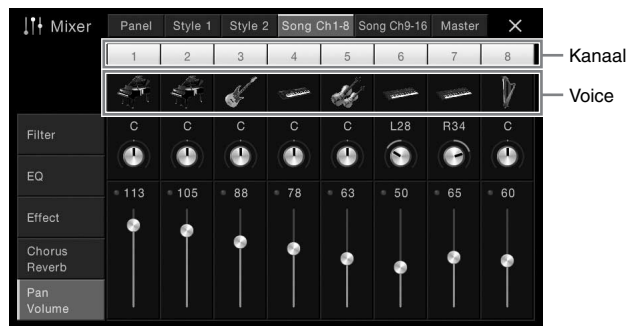 Mixer Panel Style 1 Style 2 Song Ch1-8 Song Ch9-16 Master
1 2 3 4 5 6 7 8 Kanaal
Voice
Filter C C C C C L28 R34 C
EQ
113 105 88 78 63 50 65 60
Effect
Chorus
Reverb
Pan
Volume